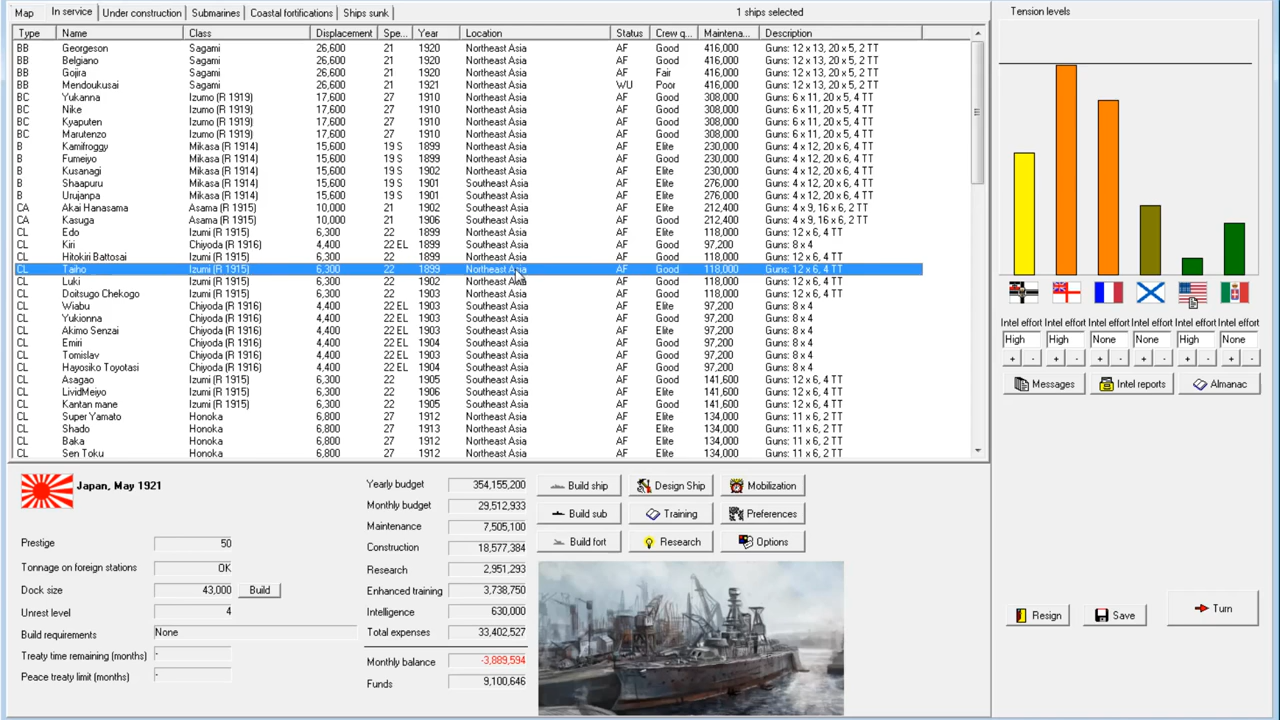 Map In service Under construction Submarines Coastal fortifications Ships sunk 1 ships selected
Type Name Class Displacement Spe... Year Location Status Crew q... Maintena... Description
BB Georgeson Sagami 26,600 21 1920 Northeast Asia AF Good 416,000 Guns: 12 x 13, 20 x 5, 2 TT
BB Belgiano Sagami 26,600 21 1920 Northeast Asia AF Good 416,000 Guns: 12 x 13, 20 x 5, 2 TT
BB Gojira Sagami 26,600 21 1920 Northeast Asia AF Fair 416,000 Guns: 12 x 13, 20 x 5, 2 TT
BB Mendoukusai Sagami 26,600 21 1921 Northeast Asia WU Poor 416,000 Guns: 12 x 13, 20 x 5, 2 TT
BC Yukanna Izumo (R 1919) 17,600 27 1910 Northeast Asia AF Good 308,000 Guns: 6 x 11, 20 x 5, 4 TT
BC Nike Izumo (R 1919) 17,600 27 1910 Northeast Asia AF Good 308,000 Guns: 6 x 11, 20 x 5, 4 TT
BC Kyaputen Izumo (R 1919) 17,600 27 1910 Northeast Asia AF Good 308,000 Guns: 6 x 11, 20 x 5, 4 TT
BC Marutenzo Izumo (R 1919) 17,600 27 1910 Northeast Asia AF Good 308,000 Guns: 6 x 11, 20 x 5, 4 TT
B Kamifroggy Mikasa (R 1914) 15,600 19 S 1899 Northeast Asia AF Elite 230,000 Guns: 4 x 12, 20 x 6, 4 TT
B Fumeiyo Mikasa (R 1914) 15,600 19 S 1899 Northeast Asia AF Good 230,000 Guns: 4 x 12, 20 x 6, 4 TT
B Kusanagi Mikasa (R 1914) 15,600 19 S 1902 Northeast Asia AF Elite 230,000 Guns: 4 x 12, 20 x 6, 4 TT
B Shaapuru Mikasa (R 1914) 15,600 19 S 1901 Southeast Asia AF Elite 276,000 Guns: 4 x 12, 20 x 6, 4 TT
B Urujanpa Mikasa (R 1914) 15,600 19 S 1901 Southeast Asia AF Elite 276,000 Guns: 4 x 12, 20 x 6, 4 TT
CA Akai Hanasama Asama (R 1915) 10,000 21 1902 Northeast Asia AF Elite 212,400 Guns: 4 x 9, 16 x 6, 2 TT
CA Kasuga Asama (R 1915) 10,000 21 1906 Northeast Asia AF Good 212,400 Guns: 4 x 9, 16 x 6, 2 TT
CL Edo Izumi (R 1915) 6,300 22 1899 Northeast Asia AF Elite 118,000 Guns: 12 x 6, 4 TT
CL Kiri Chiyoda (R 1916) 4,400 22 EL 1899 Southeast Asia AF Good 97,200 Guns: 8 x 4
CL Hitokiri Battosai Izumi (R 1915) 6,300 22 1899 Northeast Asia AF Elite 118,000 Guns: 12 x 6, 4 TT
CL Taiho Izumi (R 1915) 6,300 22 1899 Northeast Asia AF Good 118,000 Guns: 12 x 6, 4 TT
CL Luki Izumi (R 1915) 6,300 22 1902 Northeast Asia AF Good 118,000 Guns: 12 x 6, 4 TT
CL Doitsugo Chekogo Izumi (R 1915) 6,300 22 1903 Northeast Asia AF Good 118,000 Guns: 12 x 6, 4 TT
CL Wiabu Chiyoda (R 1916) 4,400 22 EL 1903 Southeast Asia AF Elite 97,200 Guns: 8 x 4
CL Yukionna Chiyoda (R 1916) 4,400 22 EL 1903 Southeast Asia AF Good 97,200 Guns: 8 x 4
CL Akimo Senzai Chiyoda (R 1916) 4,400 22 EL 1903 Southeast Asia AF Elite 97,200 Guns: 8 x 4
CL Emiri Chiyoda (R 1916) 4,400 22 EL 1904 Southeast Asia AF Good 97,200 Guns: 8 x 4
CL Tomislav Chiyoda (R 1916) 4,400 22 EL 1903 Southeast Asia AF Good 97,200 Guns: 8 x 4
CL Hayosiko Toyotasi Chiyoda (R 1916) 4,400 22 EL 1904 Southeast Asia AF Good 97,200 Guns: 8 x 4
CL Asagao Izumi (R 1915) 6,300 22 1905 Southeast Asia AF Good 141,600 Guns: 12 x 6, 4 TT
CL LividMeiyo Izumi (R 1915) 6,300 22 1905 Southeast Asia AF Elite 141,600 Guns: 12 x 6, 4 TT
CL Kantan mane Izumi (R 1915) 6,300 22 1905 Southeast Asia AF Good 141,600 Guns: 12 x 6, 4 TT
CL Super Yamato Honoka 6,800 27 1912 Northeast Asia AF Elite 134,000 Guns: 11 x 6, 2 TT
CL Shado Honoka 6,800 27 1913 Northeast Asia AF Good 134,000 Guns: 11 x 6, 2 TT
CL Baka Honoka 6,800 27 1912 Northeast Asia AF Elite 134,000 Guns: 11 x 6, 2 TT
CL Sen Toku Honoka 6,800 27 1912 Northeast Asia AF Elite 134,000 Guns: 11 x 6, 2 TT
Tension levels
Intel effort Intel effort Intel effort Intel effort Intel effort Intel effort
High High None None High None
+ - + - + - + - + - + -
Messages Intel reports Almanac
Japan, May 1921
Prestige 50
Tonnage on foreign stations OK
Dock size 43,000 Build
Unrest level 4
Build requirements None
Treaty time remaining (months) -
Peace treaty limit (months) -
Yearly budget 354,155,200
Monthly budget 29,512,933
Maintenance 7,505,100
Construction 18,577,384
Research 2,951,293
Enhanced training 3,738,750
Intelligence 630,000
Total expenses 33,402,527
Monthly balance -3,889,594
Funds 9,100,646
Build ship Design Ship Mobilization
Build sub Training Preferences
Build fort Research Options
Resign Save Turn